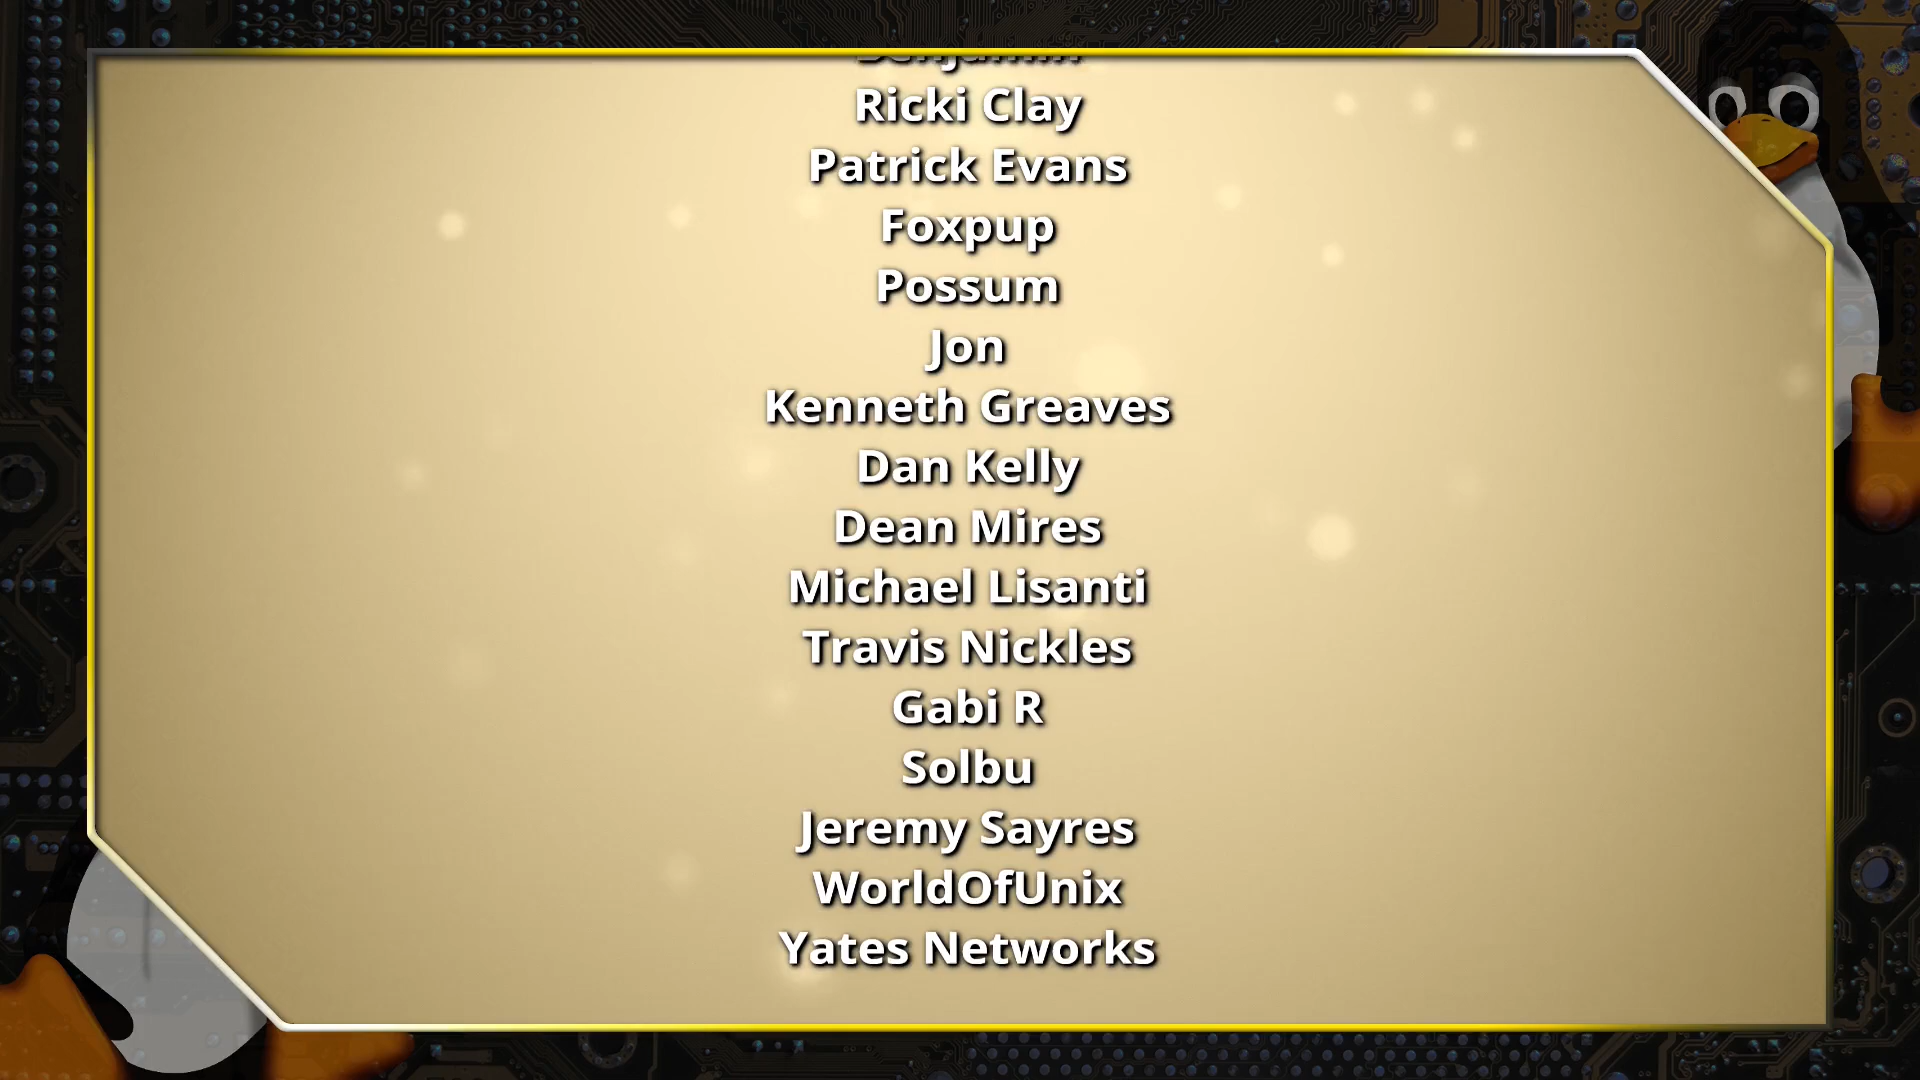 Benjamin
Ricki Clay
Patrick Evans
Foxpup
Possum
Jon
Kenneth Greaves
Dan Kelly
Dean Mires
Michael Lisanti
Travis Nickles
Gabi R
Solbu
Jeremy Sayres
WorldOfUnix
Yates Networks